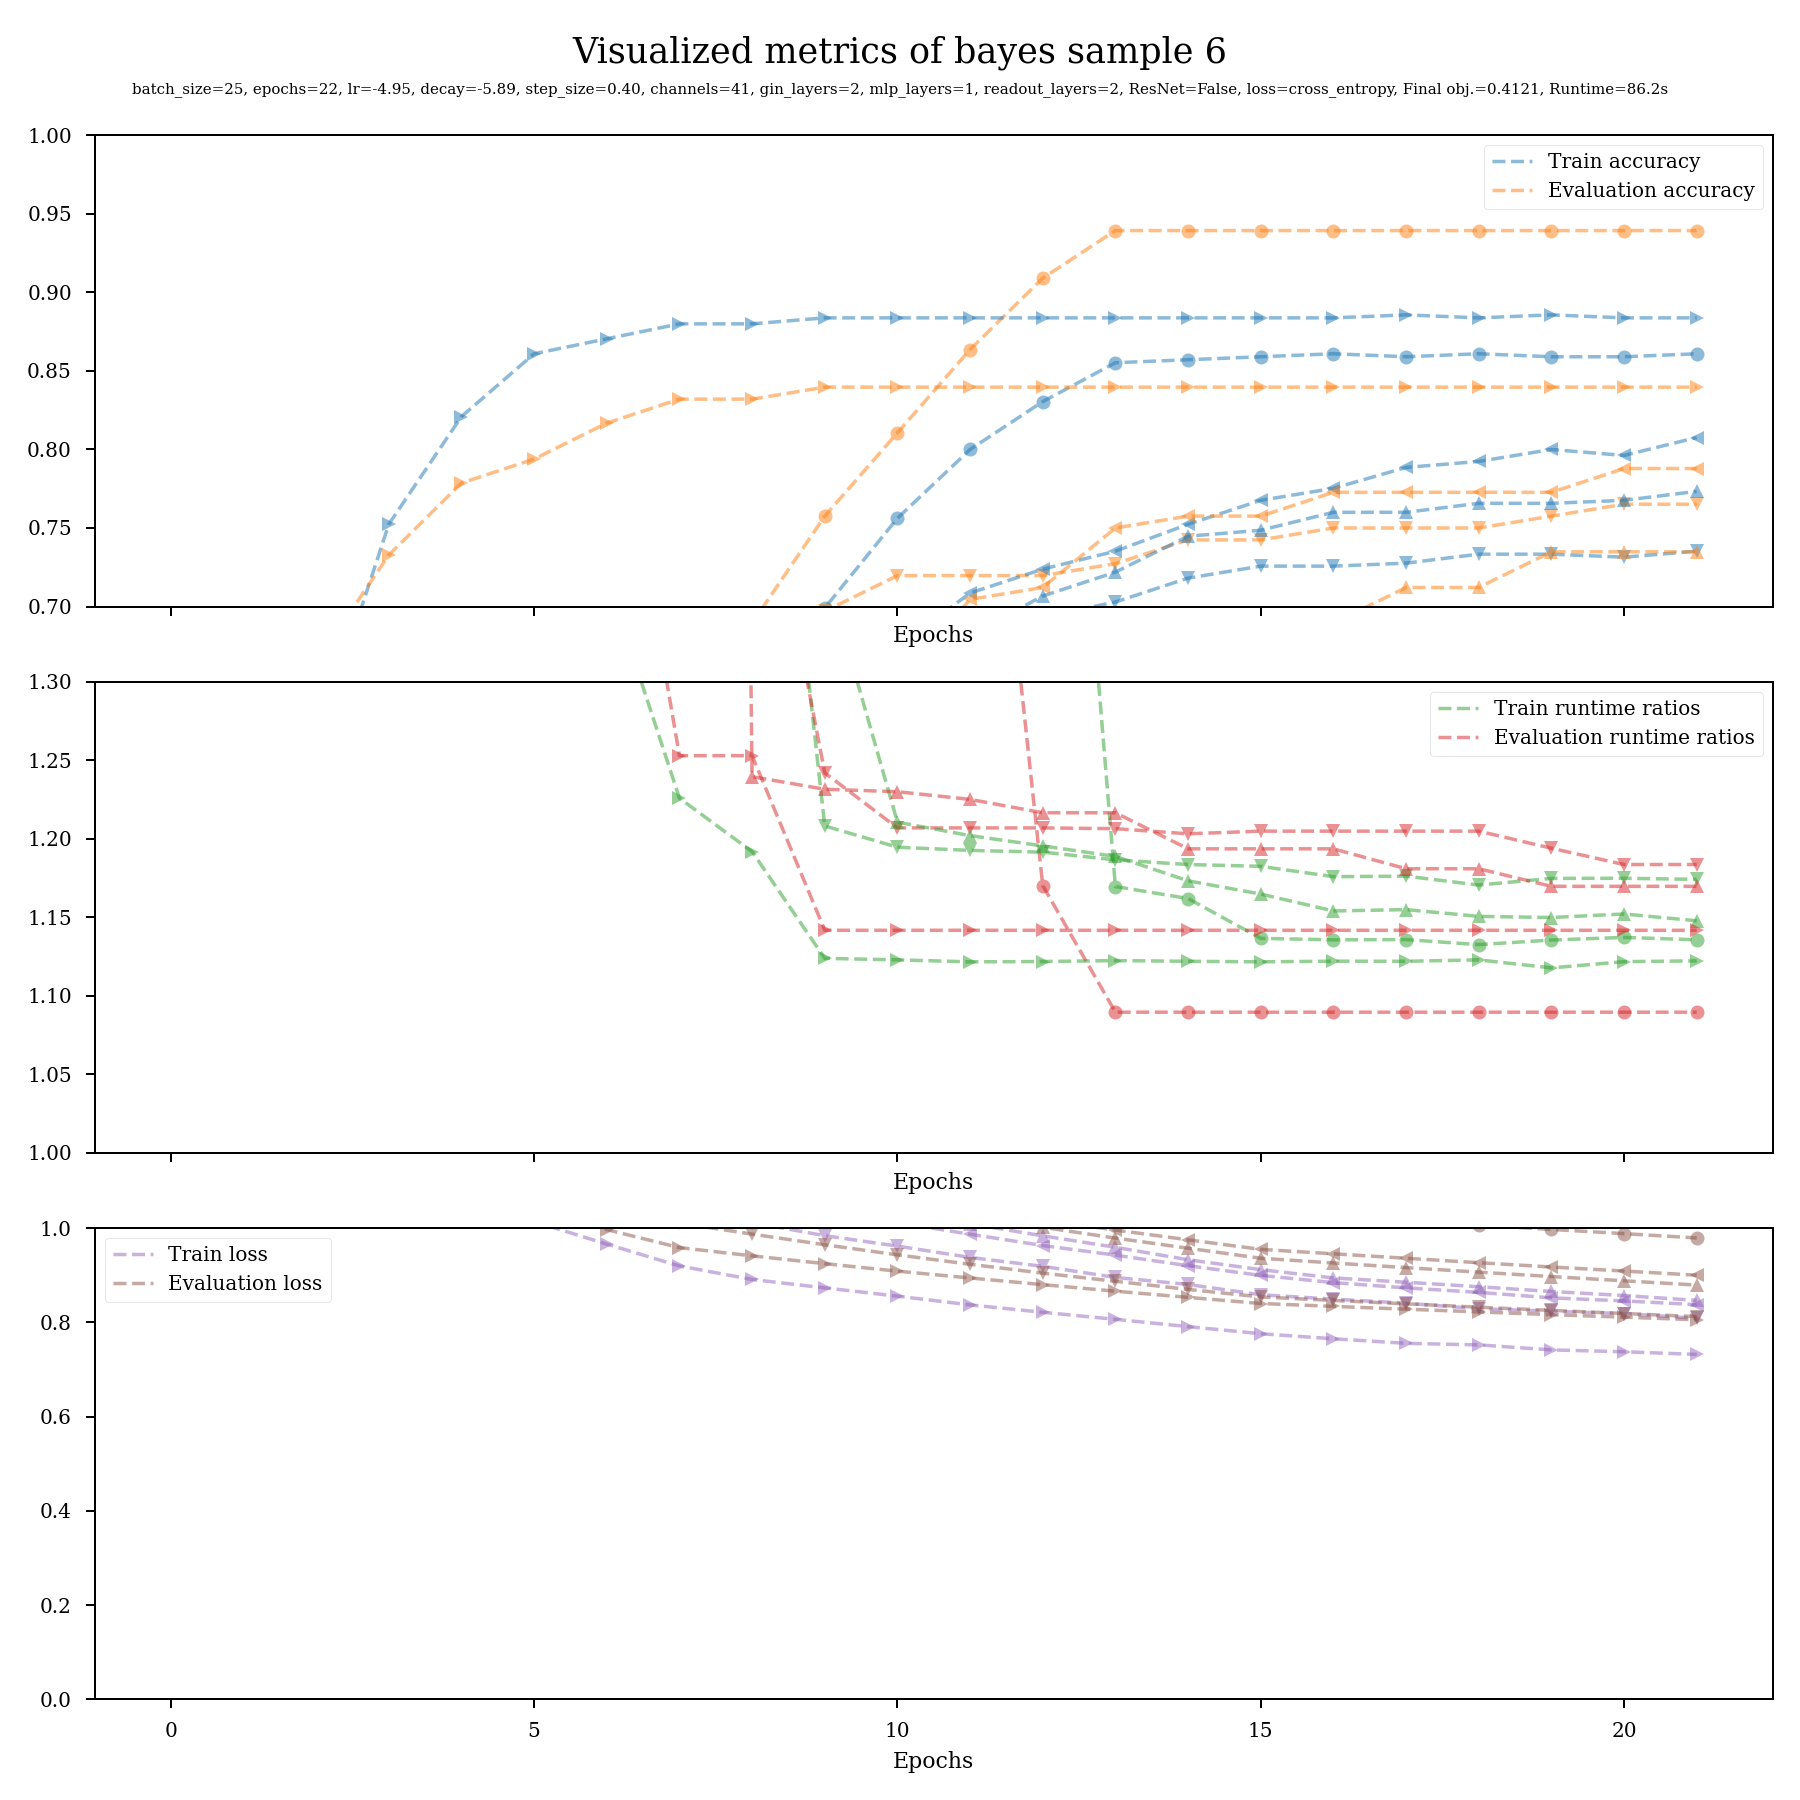 Visualized metrics of bayes sample 6
batch_size=25, epochs=22, lr=-4.95, decay=-5.89, step_size=0.40, channels=41, gin_layers=2, mlp_layers=1, readout_layers=2, ResNet=False, loss=cross_entropy, Final obj.=0.4121, Runtime=86.2s
1.00
0.95
0.90
0.85
0.80
0.75
0.70
Train accuracy
Evaluation accuracy
Epochs
1.30
1.25
1.20
1.15
1.10
1.05
1.00
Train runtime ratios
Evaluation runtime ratios
Epochs
1.0
0.8
0.6
0.4
0.2
0.0
Train loss
Evaluation loss
0 5 10 15 20
Epochs